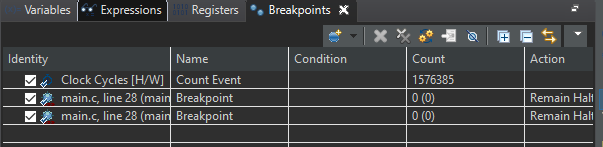 Variables Expressions Registers Breakpoints
Identity Name Condition Count Action
Clock Cycles [H/W] Count Event 1576385
main.c, line 28 (main Breakpoint 0 (0) Remain Halt
main.c, line 28 (main Breakpoint 0 (0) Remain Halt